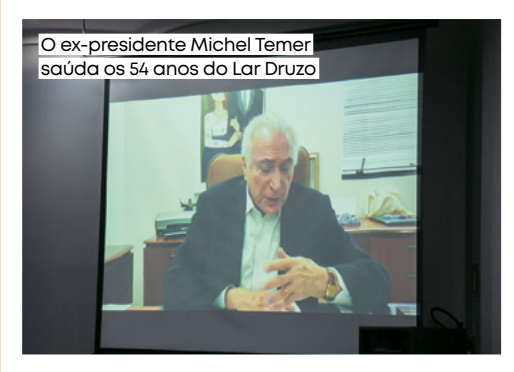 O ex-presidente Michel Temer
saúda os 54 anos do Lar Druzo